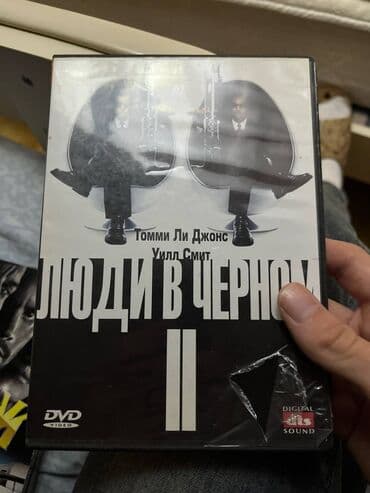 Томми Ли Джонс
Уилл Смит
ЛЮДИ В ЧЕРНОМ
II
DVD
VIDEO
DIGITAL
dts
SOUND